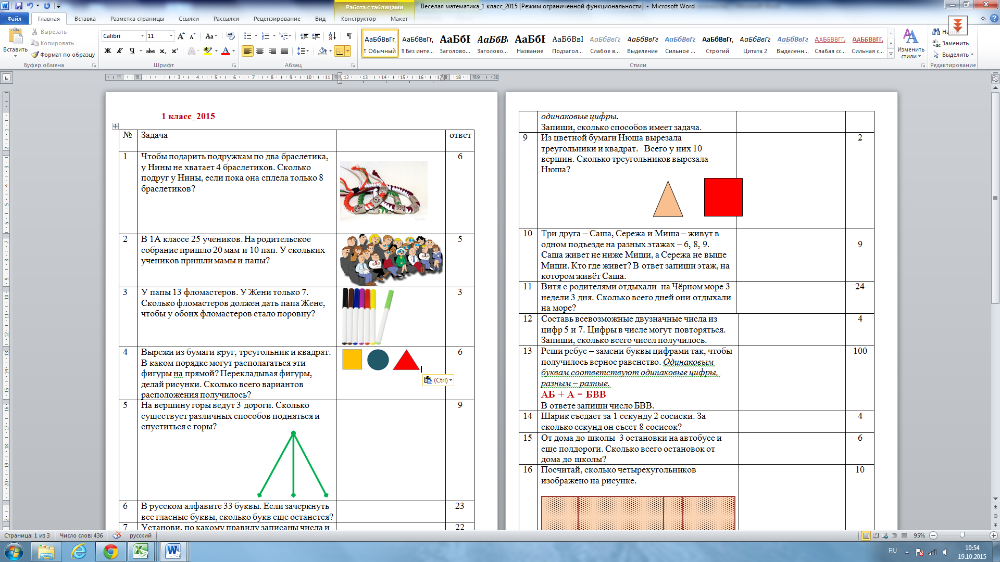 Веселая математика_1 класс_2015 [Режим ограниченной функциональности] - Microsoft Word
Работа с таблицами
Файл Главная Вставка Разметка страницы Ссылки Рассылки Рецензирование Вид Конструктор Макет
Вставить
Вырезать
Копировать
Формат по образцу
Буфер обмена
Calibri 11
Шрифт
Абзац
АаБбВвГг, АаБбВвГг, АаБбВвГг АаБбВвГг
¶ Обычный ¶ Без инте... Заголово... Заголово... Название Подзагол... Слабое в... Выделение Сильное ... Строгий Цитата 2 Выделенн... Слабая сс... Сильная с...
Стили
Изменить стили
Заменить
Выделить
Редактирование
1 класс_2015
№ Задача ответ
1 Чтобы подарить подружкам по два браслетика, 6
у Нины не хватает 4 браслетиков. Сколько
подруг у Нины, если пока она сплела только 8
браслетиков?
2 В 1А классе 25 учеников. На родительское 5
собрание пришло 20 мам и 10 пап. У скольких
учеников пришли мамы и папы?
3 У папы 13 фломастеров. У Жени только 7. 3
Сколько фломастеров должен дать папа Жене,
чтобы у обоих фломастеров стало поровну?
4 Вырежи из бумаги круг, треугольник и квадрат. 6
В каком порядке могут располагаться эти
фигуры на прямой? Перекладывая фигуры,
делай рисунки. Сколько всего вариантов
расположения получилось?
(Ctrl)
5 На вершину горы ведут 3 дороги. Сколько 9
существует различных способов подняться и
спуститься с горы?
6 В русском алфавите 33 буквы. Если зачеркнуть 23
все гласные буквы, сколько букв еще останется?
7 Установи, по какому правилу записаны числа и 22
одинаковые цифры.
Запиши, сколько способов имеет задача.
9 Из цветной бумаги Нюша вырезала 2
треугольники и квадрат. Всего у них 10
вершин. Сколько треугольников вырезала
Нюша?
10 Три друга – Саша, Сережа и Миша – живут в
одном подъезде на разных этажах – 6, 8, 9. 9
Саша живет не ниже Миши, а Сережа не выше
Миши. Кто где живет? В ответ запиши этаж, на
котором живёт Саша.
11 Витя с родителями отдыхали на Чёрном море 3 24
недели 3 дня. Сколько всего дней они отдыхали
на море?
12 Составь всевозможные двузначные числа из 4
цифр 5 и 7. Цифры в числе могут повторяться.
Запиши, сколько всего чисел получилось.
13 Реши ребус – замени буквы цифрами так, чтобы 100
получилось верное равенство. Одинаковым
буквам соответствуют одинаковые цифры,
разным – разные.
АБ + А = БВВ
В ответе запиши число БВВ.
14 Шарик съедает за 1 секунду 2 сосиски. За 4
сколько секунд он съест 8 сосисок?
15 От дома до школы 3 остановки на автобусе и 6
еще полдороги. Сколько всего остановок от
дома до школы?
16 Посчитай, сколько четырехугольников 10
изображено на рисунке.
Страница: 1 из 3 Число слов: 436 русский 95%
RU 10:54
19.10.2015